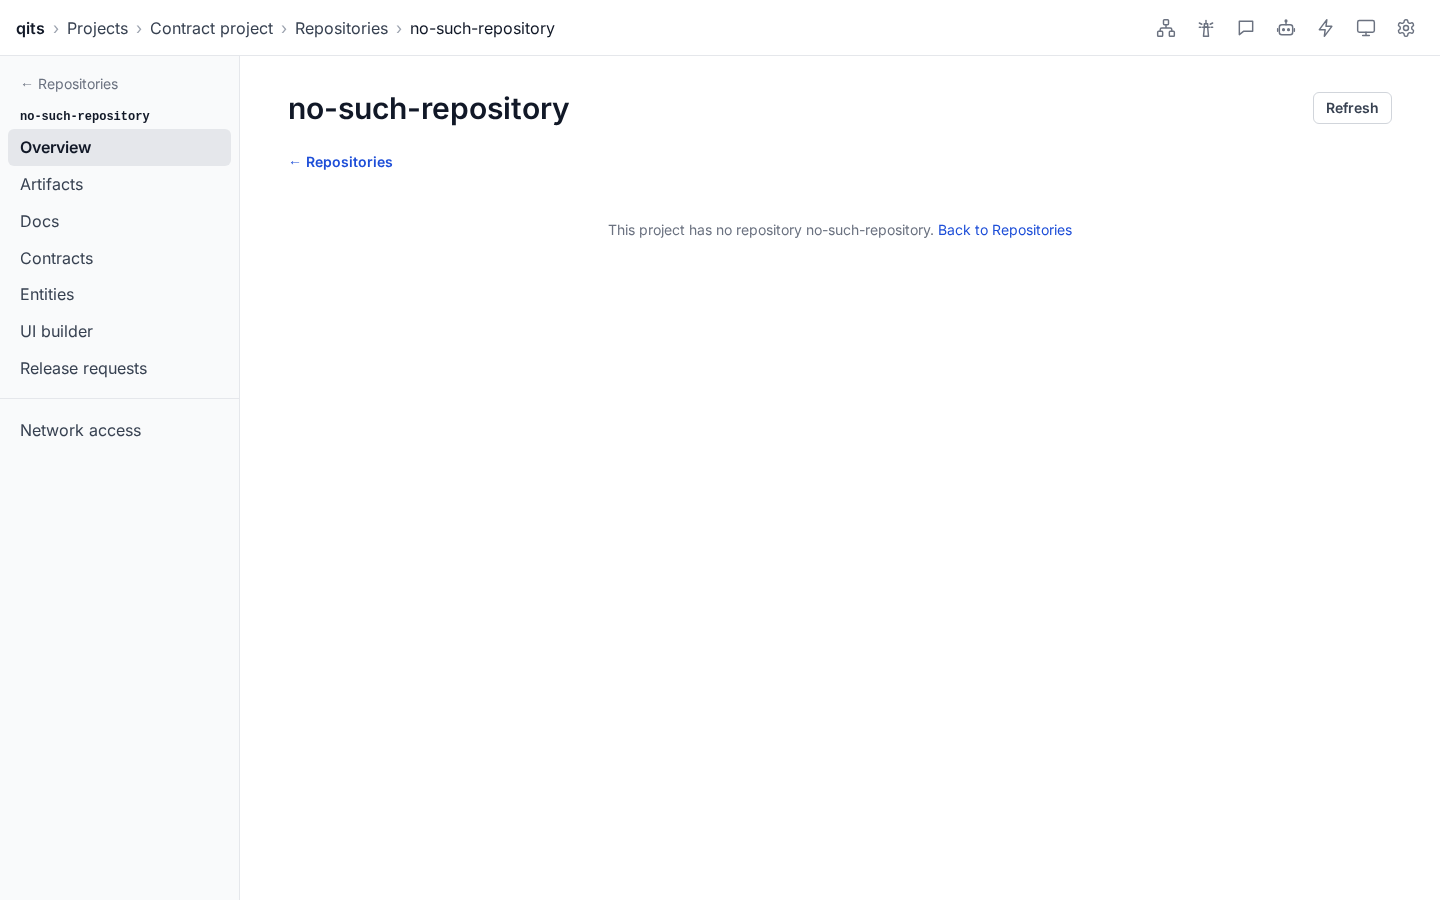 qits › Projects › Contract project › Repositories › no-such-repository
← Repositories
no-such-repository
Overview
Artifacts
Docs
Contracts
Entities
UI builder
Release requests
Network access
no-such-repository
Refresh
← Repositories
This project has no repository no-such-repository. Back to Repositories